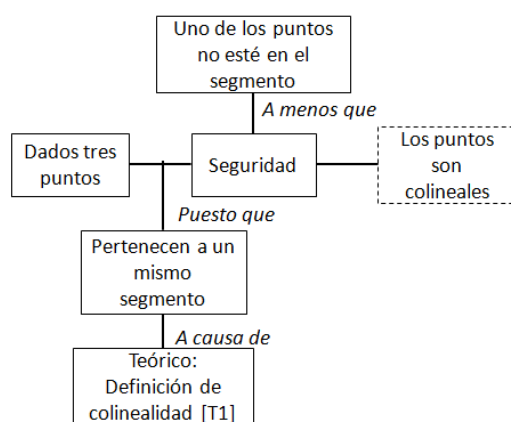 Uno de los puntos
no esté en el
segmento
A menos que
Dados tres
puntos
Seguridad
Los puntos
son
colineales
Puesto que
Pertenecen a un
mismo
segmento
A causa de
Teórico:
Definición de
colinealidad [T1]